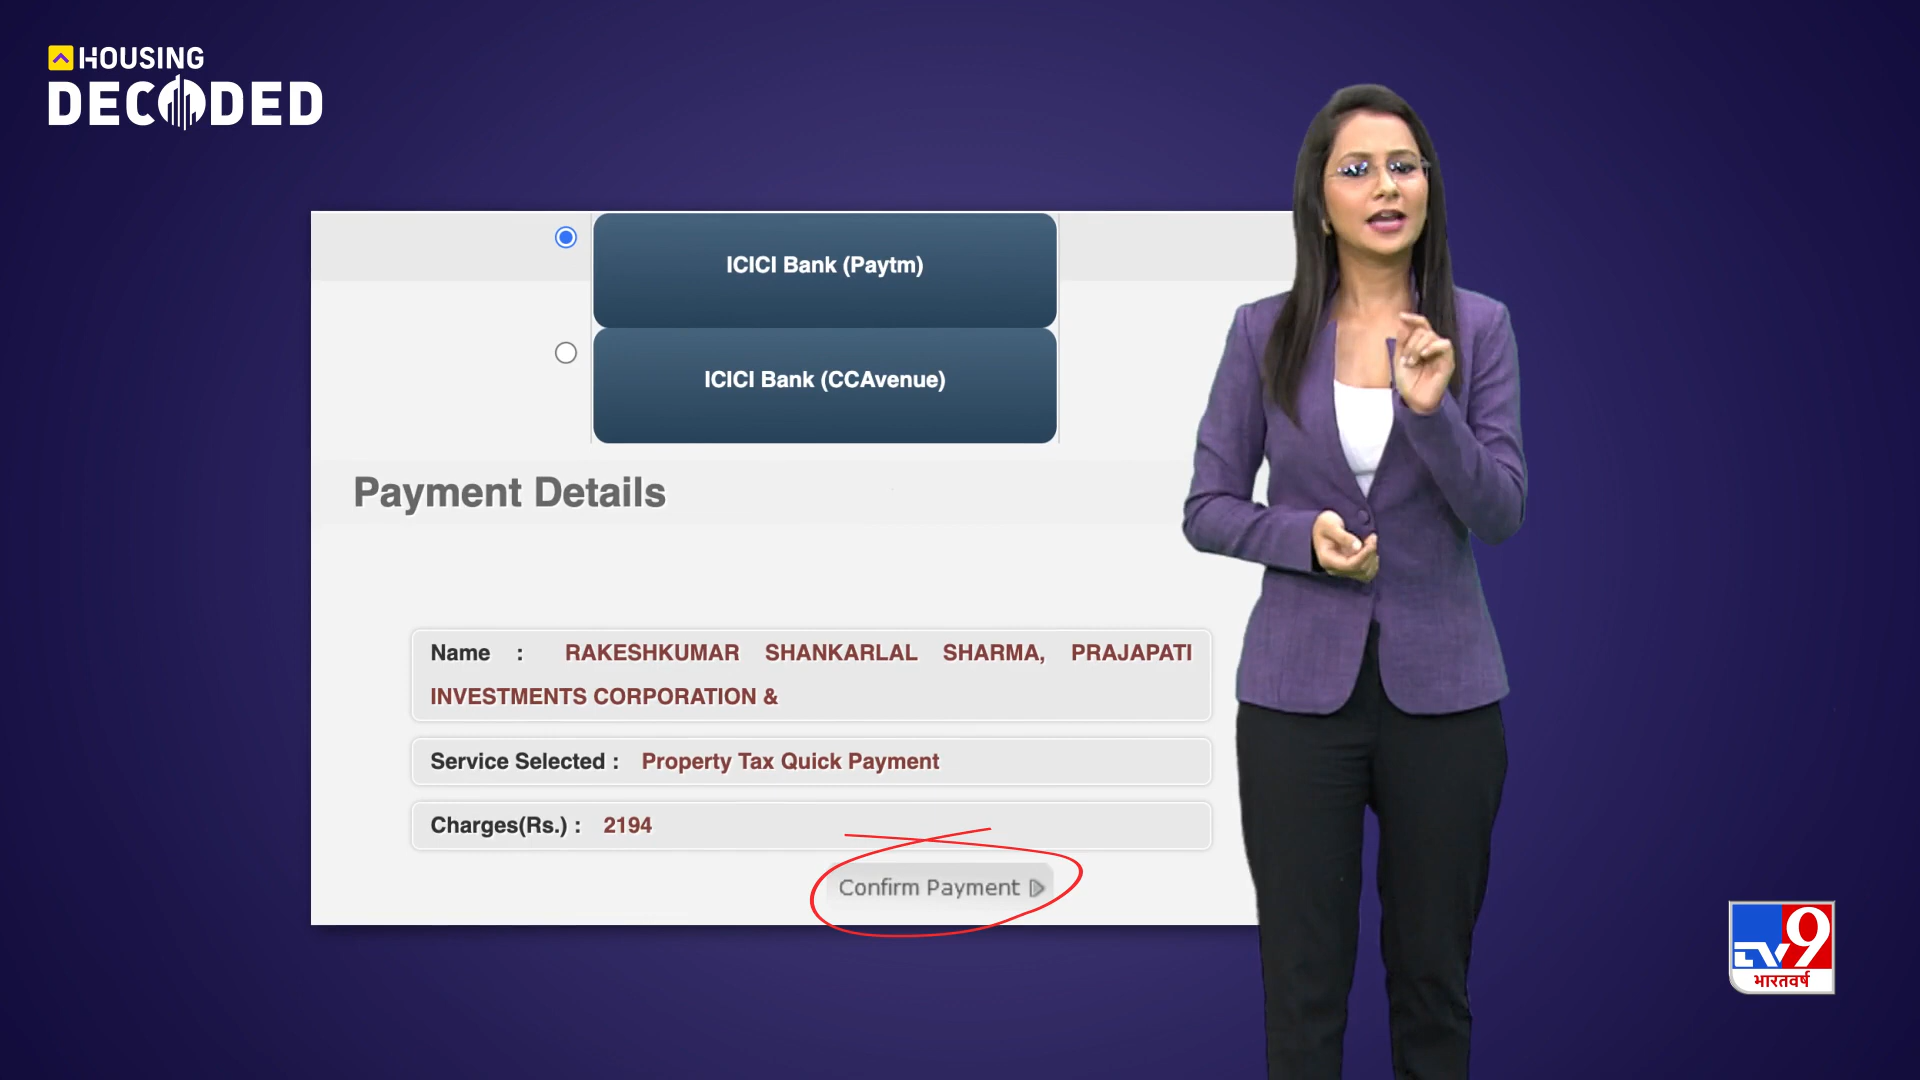 HOUSING
DECODED
ICICI Bank (Paytm)
ICICI Bank (CCAvenue)
Payment Details
Name : RAKESHKUMAR SHANKARLAL SHARMA, PRAJAPATI
INVESTMENTS CORPORATION &
Service Selected : Property Tax Quick Payment
Charges(Rs.) : 2194
Confirm Payment
TV9
भारतवर्ष